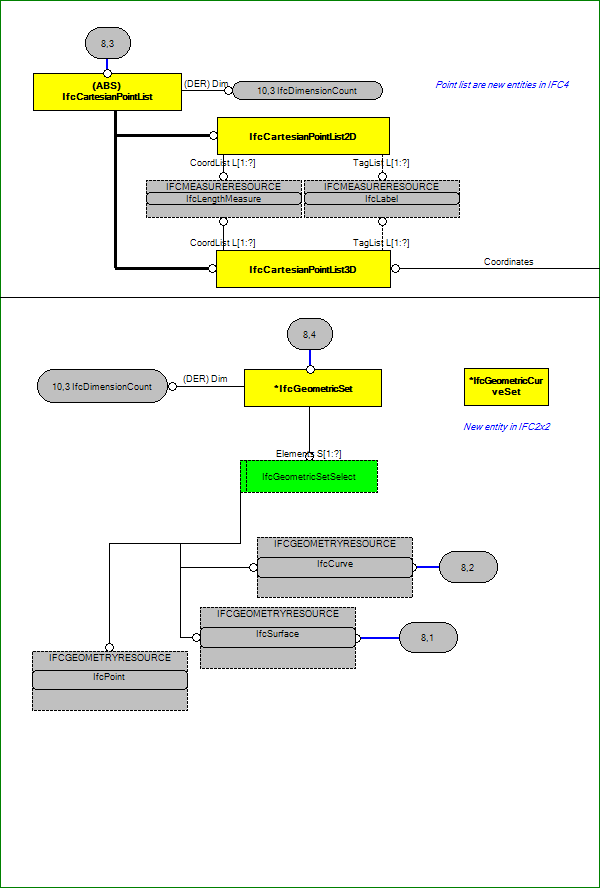 8,3
(ABS)
IfcCartesianPointList
(DER) Dim
10,3 IfcDimensionCount
Point list are new entities in IFC4
IfcCartesianPointList2D
CoordList L[1:?]
TagList L[1:?]
IFCMEASURERESOURCE
IfcLengthMeasure
IFCMEASURERESOURCE
IfcLabel
CoordList L[1:?]
TagList L[1:?]
IfcCartesianPointList3D
Coordinates
8,4
10,3 IfcDimensionCount
(DER) Dim
*IfcGeometricSet
*IfcGeometricCur
veSet
New entity in IFC2x2
Elements S[1:?]
IfcGeometricSetSelect
IFCGEOMETRYRESOURCE
IfcCurve
8,2
IFCGEOMETRYRESOURCE
IfcSurface
8,1
IFCGEOMETRYRESOURCE
IfcPoint